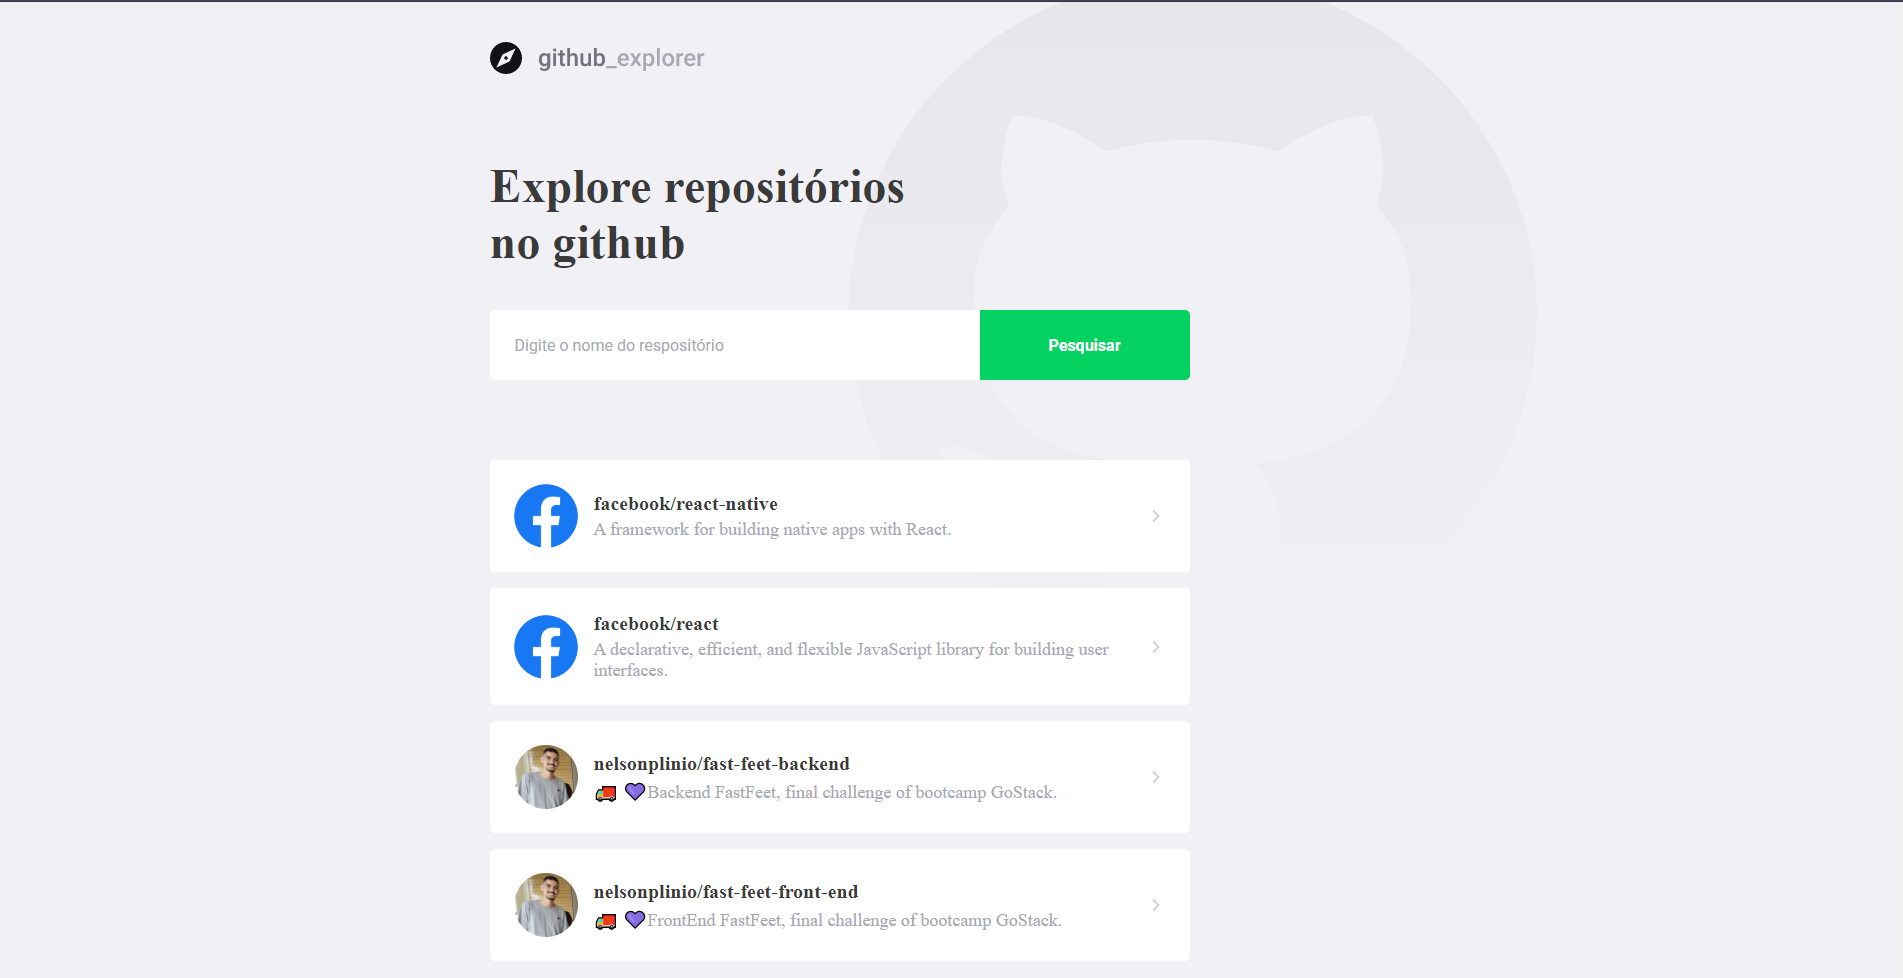 github_explorer
Explore repositórios
no github
Digite o nome do respositório
Pesquisar
facebook/react-native
A framework for building native apps with React.
facebook/react
A declarative, efficient, and flexible JavaScript library for building user
interfaces.
nelsonplinio/fast-feet-backend
🚚 💜Backend FastFeet, final challenge of bootcamp GoStack.
nelsonplinio/fast-feet-front-end
🚚 💜FrontEnd FastFeet, final challenge of bootcamp GoStack.